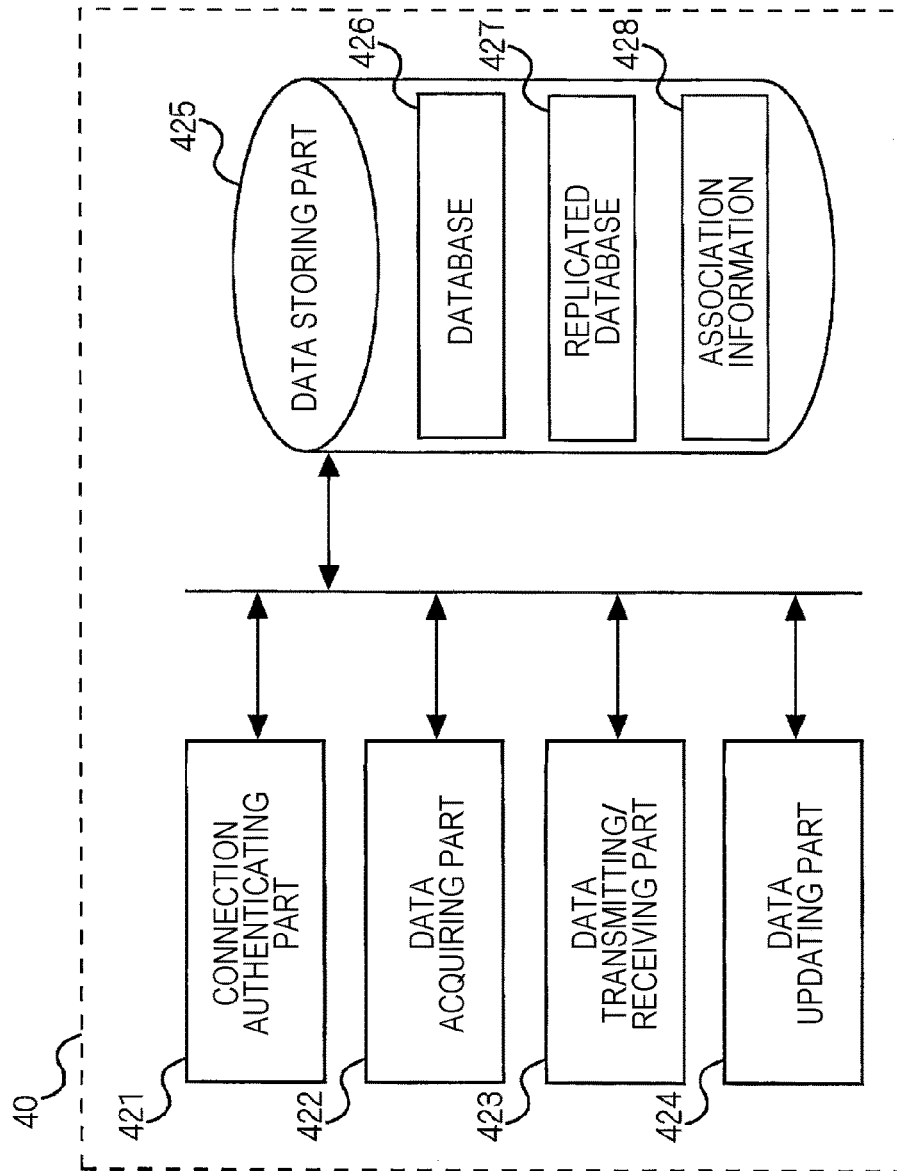 40
421
CONNECTION
AUTHENTICATING
PART
422
DATA
ACQUIRING PART
423
DATA
TRANSMITTING/
RECEIVING PART
424
DATA
UPDATING PART
425
DATA STORING PART
426
DATABASE
427
REPLICATED
DATABASE
428
ASSOCIATION
INFORMATION